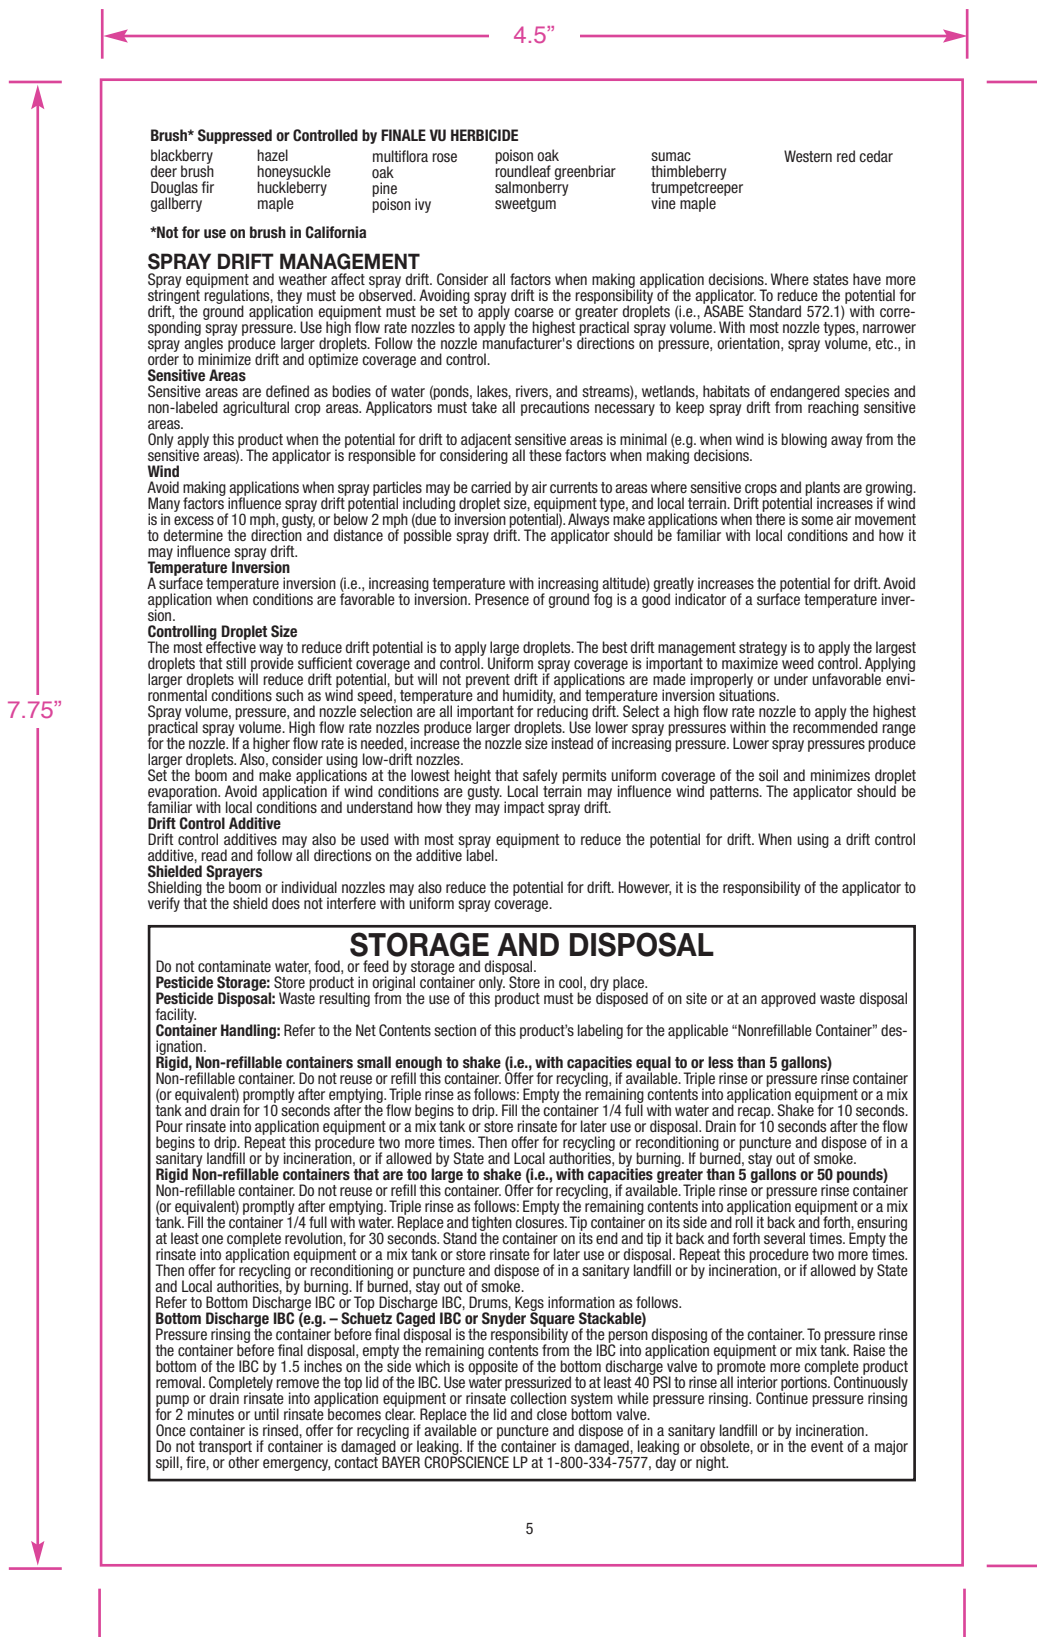 4.5”
7.75”
Brush* Suppressed or Controlled by FINALE VU HERBICIDE
blackberry hazel multiflora rose poison oak sumac Western red cedar
deer brush honeysuckle oak roundleaf greenbriar thimbleberry
Douglas fir huckleberry pine salmonberry trumpetcreeper
gallberry maple poison ivy sweetgum vine maple
*Not for use on brush in California
SPRAY DRIFT MANAGEMENT
Spray equipment and weather affect spray drift. Consider all factors when making application decisions. Where states have more
stringent regulations, they must be observed. Avoiding spray drift is the responsibility of the applicator. To reduce the potential for
drift, the ground application equipment must be set to apply coarse or greater droplets (i.e., ASABE Standard 572.1) with corre-
sponding spray pressure. Use high flow rate nozzles to apply the highest practical spray volume. With most nozzle types, narrower
spray angles produce larger droplets. Follow the nozzle manufacturer's directions on pressure, orientation, spray volume, etc., in
order to minimize drift and optimize coverage and control.
Sensitive Areas
Sensitive areas are defined as bodies of water (ponds, lakes, rivers, and streams), wetlands, habitats of endangered species and
non-labeled agricultural crop areas. Applicators must take all precautions necessary to keep spray drift from reaching sensitive
areas.
Only apply this product when the potential for drift to adjacent sensitive areas is minimal (e.g. when wind is blowing away from the
sensitive areas). The applicator is responsible for considering all these factors when making decisions.
Wind
Avoid making applications when spray particles may be carried by air currents to areas where sensitive crops and plants are growing.
Many factors influence spray drift potential including droplet size, equipment type, and local terrain. Drift potential increases if wind
is in excess of 10 mph, gusty, or below 2 mph (due to inversion potential). Always make applications when there is some air movement
to determine the direction and distance of possible spray drift. The applicator should be familiar with local conditions and how it
may influence spray drift.
Temperature Inversion
A surface temperature inversion (i.e., increasing temperature with increasing altitude) greatly increases the potential for drift. Avoid
application when conditions are favorable to inversion. Presence of ground fog is a good indicator of a surface temperature inver-
sion.
Controlling Droplet Size
The most effective way to reduce drift potential is to apply large droplets. The best drift management strategy is to apply the largest
droplets that still provide sufficient coverage and control. Uniform spray coverage is important to maximize weed control. Applying
larger droplets will reduce drift potential, but will not prevent drift if applications are made improperly or under unfavorable envi-
ronmental conditions such as wind speed, temperature and humidity, and temperature inversion situations.
Spray volume, pressure, and nozzle selection are all important for reducing drift. Select a high flow rate nozzle to apply the highest
practical spray volume. High flow rate nozzles produce larger droplets. Use lower spray pressures within the recommended range
for the nozzle. If a higher flow rate is needed, increase the nozzle size instead of increasing pressure. Lower spray pressures produce
larger droplets. Also, consider using low-drift nozzles.
Set the boom and make applications at the lowest height that safely permits uniform coverage of the soil and minimizes droplet
evaporation. Avoid application if wind conditions are gusty. Local terrain may influence wind patterns. The applicator should be
familiar with local conditions and understand how they may impact spray drift.
Drift Control Additive
Drift control additives may also be used with most spray equipment to reduce the potential for drift. When using a drift control
additive, read and follow all directions on the additive label.
Shielded Sprayers
Shielding the boom or individual nozzles may also reduce the potential for drift. However, it is the responsibility of the applicator to
verify that the shield does not interfere with uniform spray coverage.
STORAGE AND DISPOSAL
Do not contaminate water, food, or feed by storage and disposal.
Pesticide Storage: Store product in original container only. Store in cool, dry place.
Pesticide Disposal: Waste resulting from the use of this product must be disposed of on site or at an approved waste disposal
facility.
Container Handling: Refer to the Net Contents section of this product’s labeling for the applicable “Nonrefillable Container” des-
ignation.
Rigid, Non-refillable containers small enough to shake (i.e., with capacities equal to or less than 5 gallons)
Non-refillable container. Do not reuse or refill this container. Offer for recycling, if available. Triple rinse or pressure rinse container
(or equivalent) promptly after emptying. Triple rinse as follows: Empty the remaining contents into application equipment or a mix
tank and drain for 10 seconds after the flow begins to drip. Fill the container 1/4 full with water and recap. Shake for 10 seconds.
Pour rinsate into application equipment or a mix tank or store rinsate for later use or disposal. Drain for 10 seconds after the flow
begins to drip. Repeat this procedure two more times. Then offer for recycling or reconditioning or puncture and dispose of in a
sanitary landfill or by incineration, or if allowed by State and Local authorities, by burning. If burned, stay out of smoke.
Rigid Non-refillable containers that are too large to shake (i.e., with capacities greater than 5 gallons or 50 pounds)
Non-refillable container. Do not reuse or refill this container. Offer for recycling, if available. Triple rinse or pressure rinse container
(or equivalent) promptly after emptying. Triple rinse as follows: Empty the remaining contents into application equipment or a mix
tank. Fill the container 1/4 full with water. Replace and tighten closures. Tip container on its side and roll it back and forth, ensuring
at least one complete revolution, for 30 seconds. Stand the container on its end and tip it back and forth several times. Empty the
rinsate into application equipment or a mix tank or store rinsate for later use or disposal. Repeat this procedure two more times.
Then offer for recycling or reconditioning or puncture and dispose of in a sanitary landfill or by incineration, or if allowed by State
and Local authorities, by burning. If burned, stay out of smoke.
Refer to Bottom Discharge IBC or Top Discharge IBC, Drums, Kegs information as follows.
Bottom Discharge IBC (e.g. – Schuetz Caged IBC or Snyder Square Stackable)
Pressure rinsing the container before final disposal is the responsibility of the person disposing of the container. To pressure rinse
the container before final disposal, empty the remaining contents from the IBC into application equipment or mix tank. Raise the
bottom of the IBC by 1.5 inches on the side which is opposite of the bottom discharge valve to promote more complete product
removal. Completely remove the top lid of the IBC. Use water pressurized to at least 40 PSI to rinse all interior portions. Continuously
pump or drain rinsate into application equipment or rinsate collection system while pressure rinsing. Continue pressure rinsing
for 2 minutes or until rinsate becomes clear. Replace the lid and close bottom valve.
Once container is rinsed, offer for recycling if available or puncture and dispose of in a sanitary landfill or by incineration.
Do not transport if container is damaged or leaking. If the container is damaged, leaking or obsolete, or in the event of a major
spill, fire, or other emergency, contact BAYER CROPSCIENCE LP at 1-800-334-7577, day or night.
5